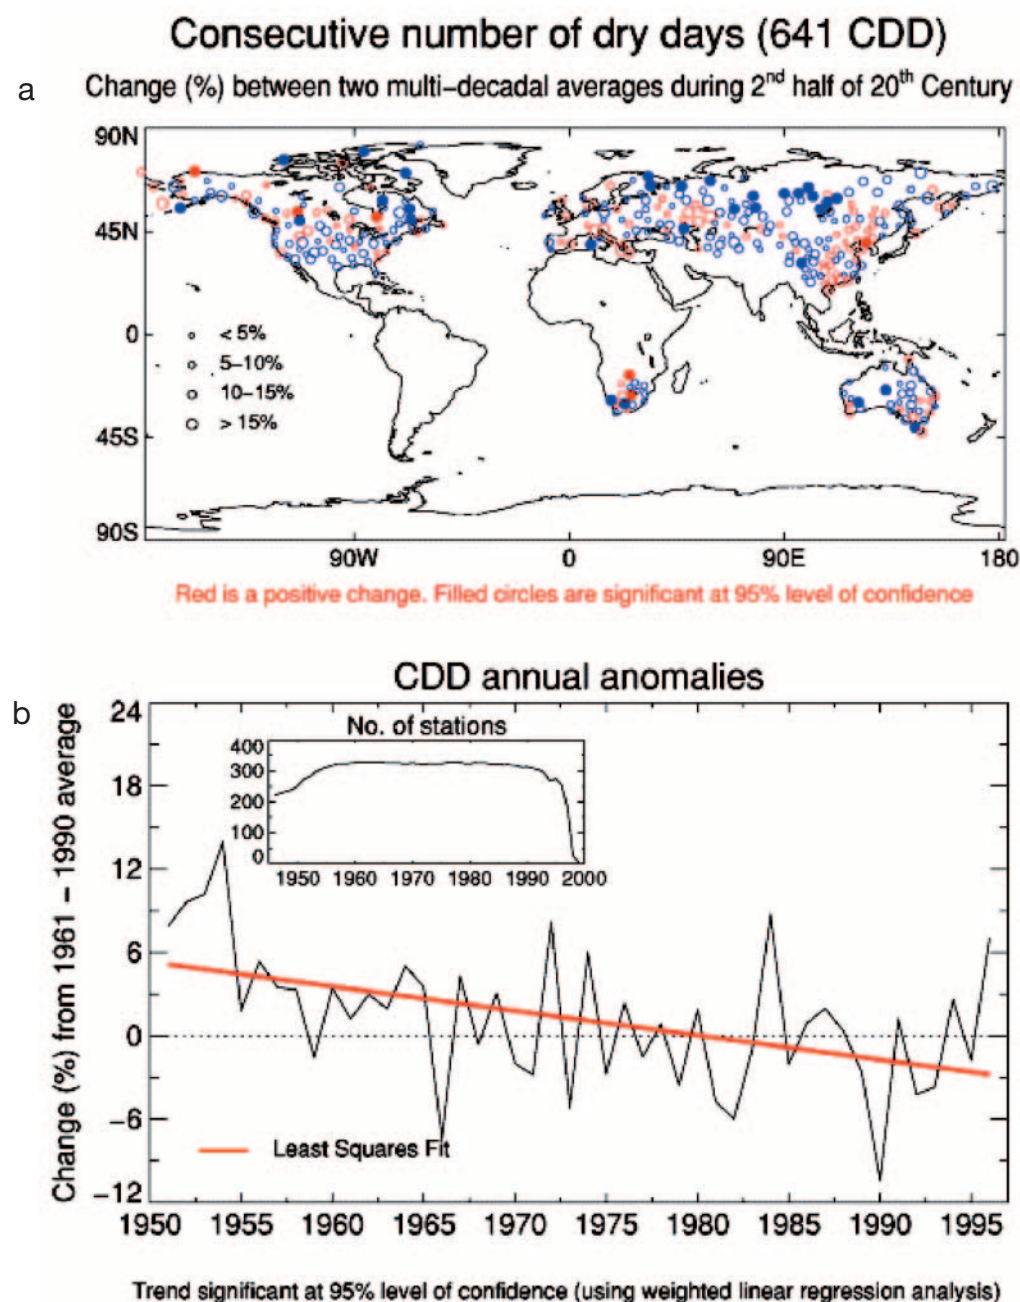 Consecutive number of dry days (641 CDD)
a
Change (%) between two multi-decadal averages during 2nd half of 20th Century
90N
45N
0
45S
90S
< 5%
5-10%
10-15%
> 15%
90W 0 90E 180
Red is a positive change. Filled circles are significant at 95% level of confidence
CDD annual anomalies
b
Change (%) from 1961 - 1990 average
24
18
12
6
0
-6
-12
No. of stations
400
300
200
100
0
1950 1960 1970 1980 1990 2000
Least Squares Fit
1950 1955 1960 1965 1970 1975 1980 1985 1990 1995
Trend significant at 95% level of confidence (using weighted linear regression analysis)